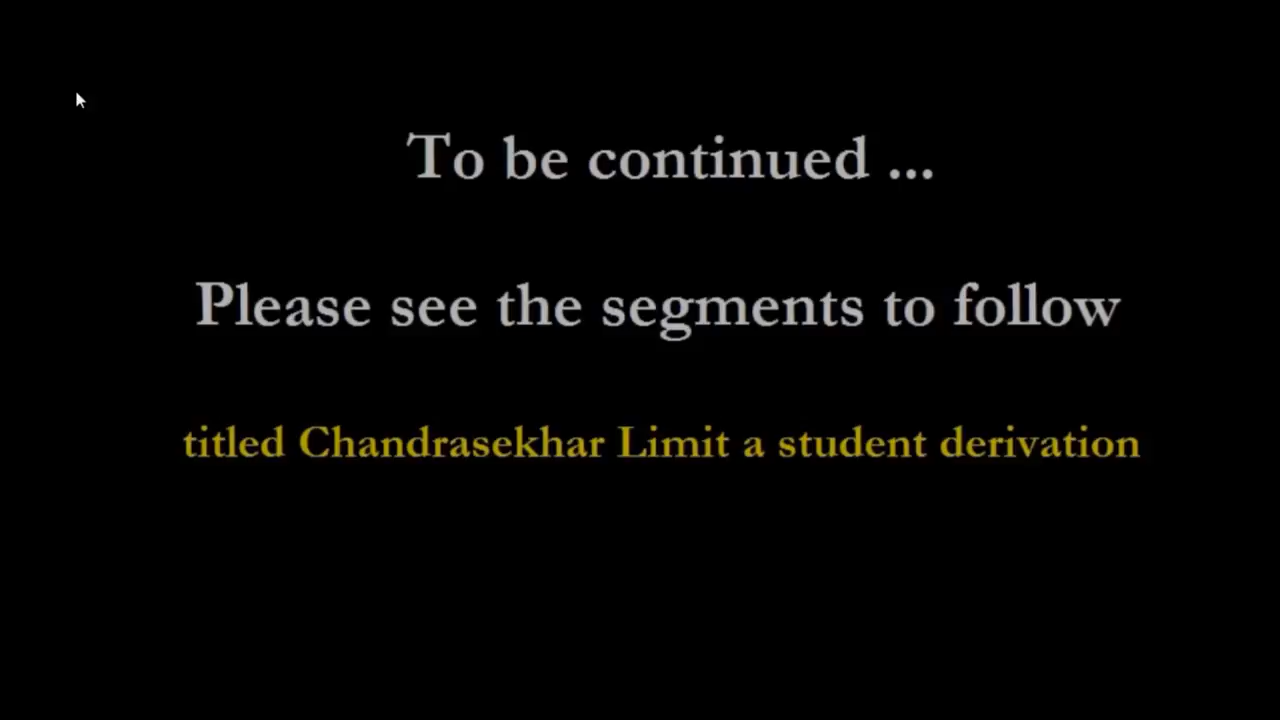 To be continued ...
Please see the segments to follow
titled Chandrasekhar Limit a student derivation